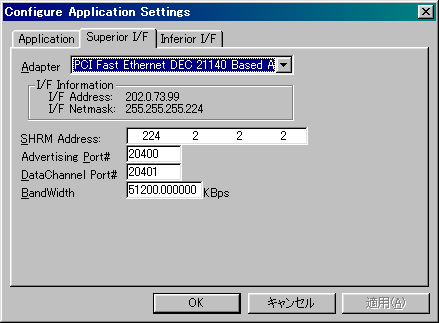 Configure Application Settings
Application Superior I/F Inferior I/F
Adapter PCI Fast Ethernet DEC 21140 Based A
I/F Information
I/F Address: 202.0.73.99
I/F Netmask: 255.255.255.224
SHRM Address: 224 2 2 2
Advertising Port# 20400
DataChannel Port# 20401
BandWidth 51200.000000 KBps
OK キャンセル 適用(A)